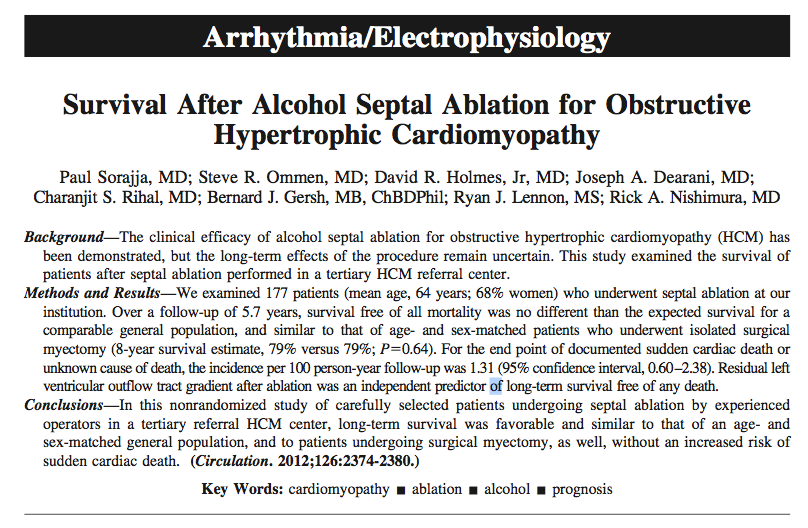 Arrhythmia/Electrophysiology
Survival After Alcohol Septal Ablation for Obstructive
Hypertrophic Cardiomyopathy
Paul Sorajja, MD; Steve R. Ommen, MD; David R. Holmes, Jr, MD; Joseph A. Dearani, MD;
Charanjit S. Rihal, MD; Bernard J. Gersh, MB, ChBDPhil; Ryan J. Lennon, MS; Rick A. Nishimura, MD
Background—The clinical efficacy of alcohol septal ablation for obstructive hypertrophic cardiomyopathy (HCM) has
been demonstrated, but the long-term effects of the procedure remain uncertain. This study examined the survival of
patients after septal ablation performed in a tertiary HCM referral center.
Methods and Results—We examined 177 patients (mean age, 64 years; 68% women) who underwent septal ablation at our
institution. Over a follow-up of 5.7 years, survival free of all mortality was no different than the expected survival for a
comparable general population, and similar to that of age- and sex-matched patients who underwent isolated surgical
myectomy (8-year survival estimate, 79% versus 79%; P=0.64). For the end point of documented sudden cardiac death or
unknown cause of death, the incidence per 100 person-year follow-up was 1.31 (95% confidence interval, 0.60–2.38). Residual left
ventricular outflow tract gradient after ablation was an independent predictor of long-term survival free of any death.
Conclusions—In this nonrandomized study of carefully selected patients undergoing septal ablation by experienced
operators in a tertiary referral HCM center, long-term survival was favorable and similar to that of an age- and
sex-matched general population, and to patients undergoing surgical myectomy, as well, without an increased risk of
sudden cardiac death. (Circulation. 2012;126:2374-2380.)
Key Words: cardiomyopathy ■ ablation ■ alcohol ■ prognosis